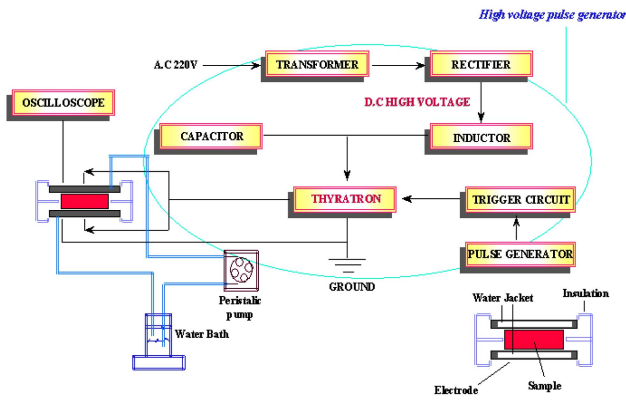 High voltage pulse generator
A.C 220V
TRANSFORMER
RECTIFIER
OSCILLOSCOPE
D.C HIGH VOLTAGE
CAPACITOR
INDUCTOR
THYRATRON
TRIGGER CIRCUIT
PULSE GENERATOR
GROUND
Peristalic
pump
Water Jacket
Insulation
Water Bath
Electrode
Sample